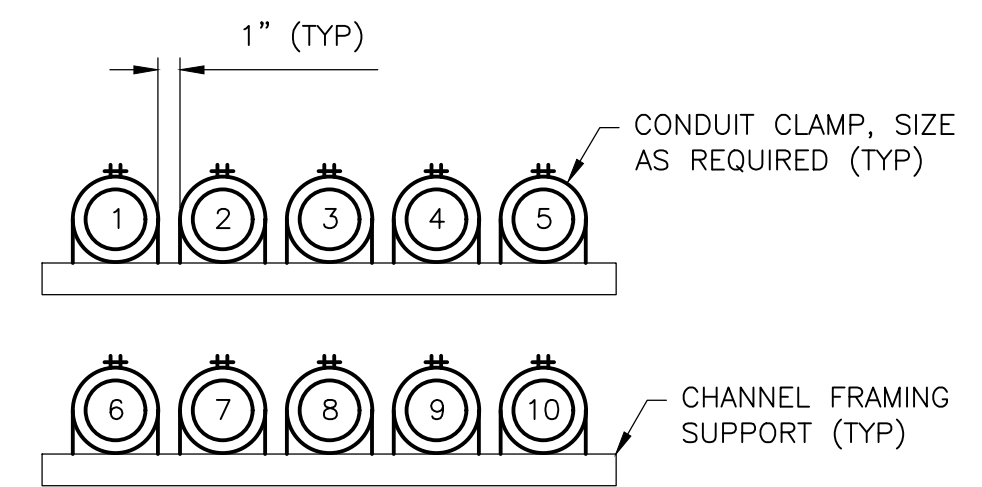 1” (TYP)
CONDUIT CLAMP, SIZE
AS REQUIRED (TYP)
1 2 3 4 5
6 7 8 9 10
CHANNEL FRAMING
SUPPORT (TYP)